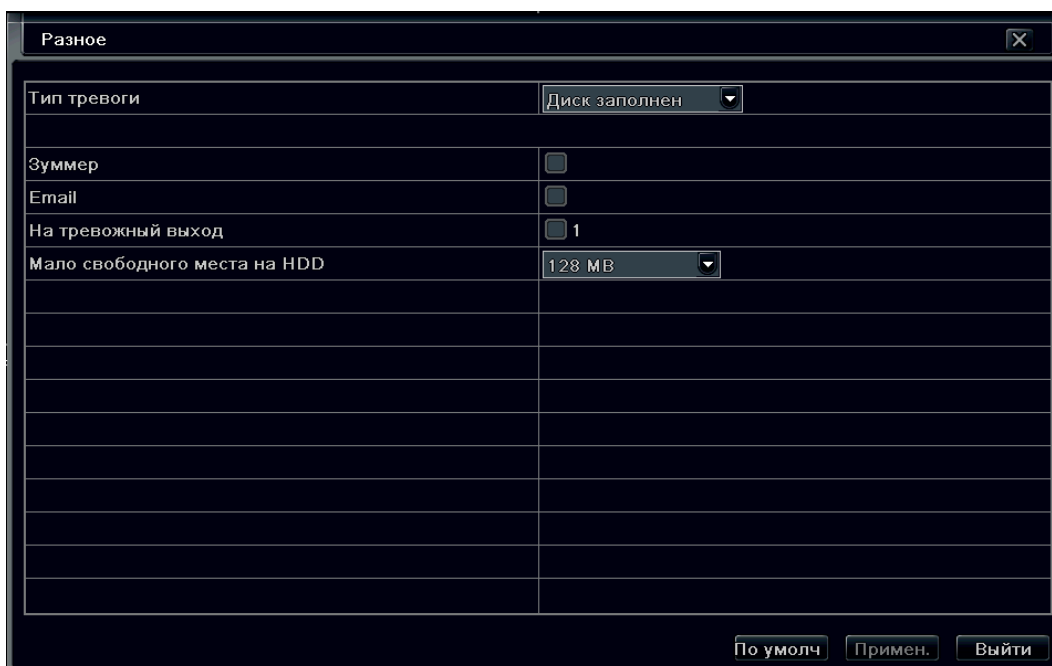 Разное
Тип тревоги Диск заполнен
Зуммер
Email
На тревожный выход 1
Мало свободного места на HDD 128 MB
По умолч Примен. Выйти